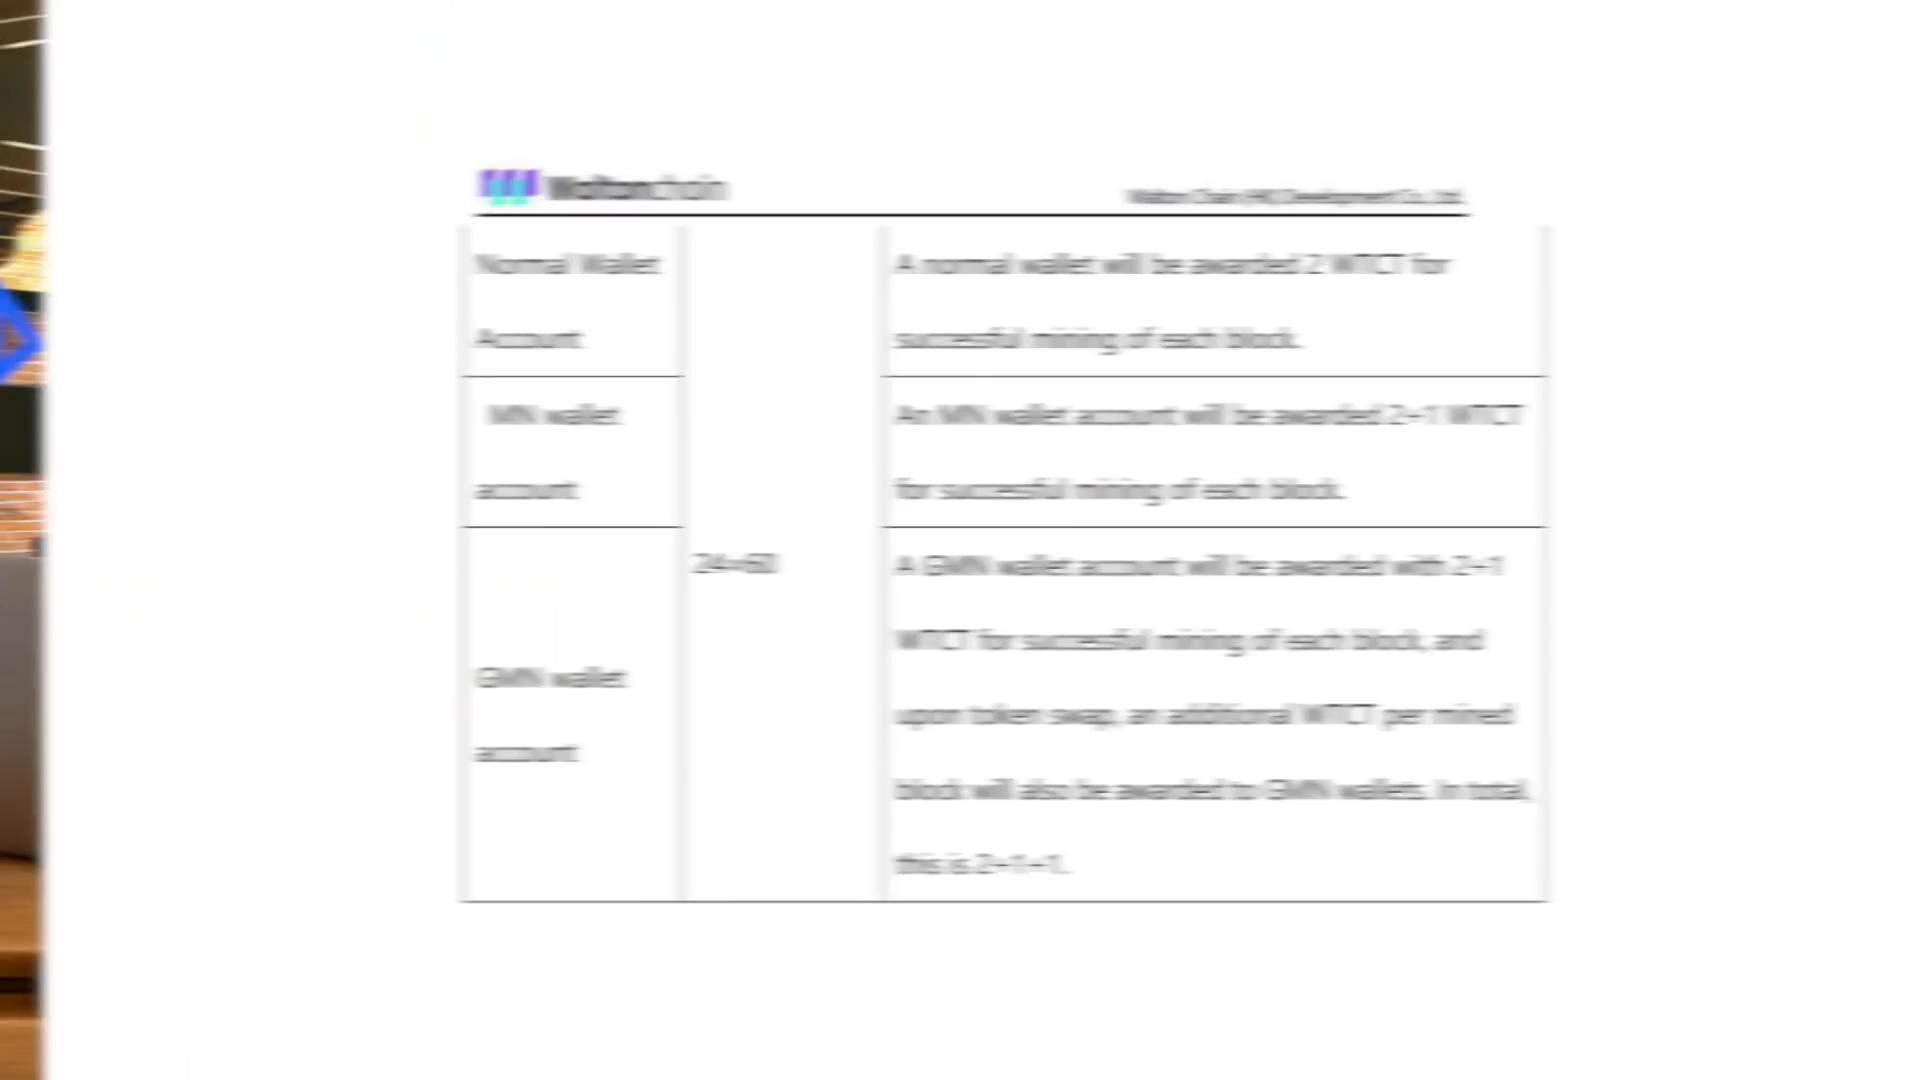 Waltonchain
Normal Wallet
Account
A normal wallet will be awarded 2 WTCT for
successful mining of each block.
MN wallet
account
An MN wallet account will be awarded 2+1 WTCT
for successful mining of each block.
24~60
GMN wallet
account
A GMN wallet account will be awarded with 2+1
WTCT for successful mining of each block, and
upon token swap, an additional WTCT per mined
block will also be awarded to GMN wallets. In total,
this is 2+1+1.